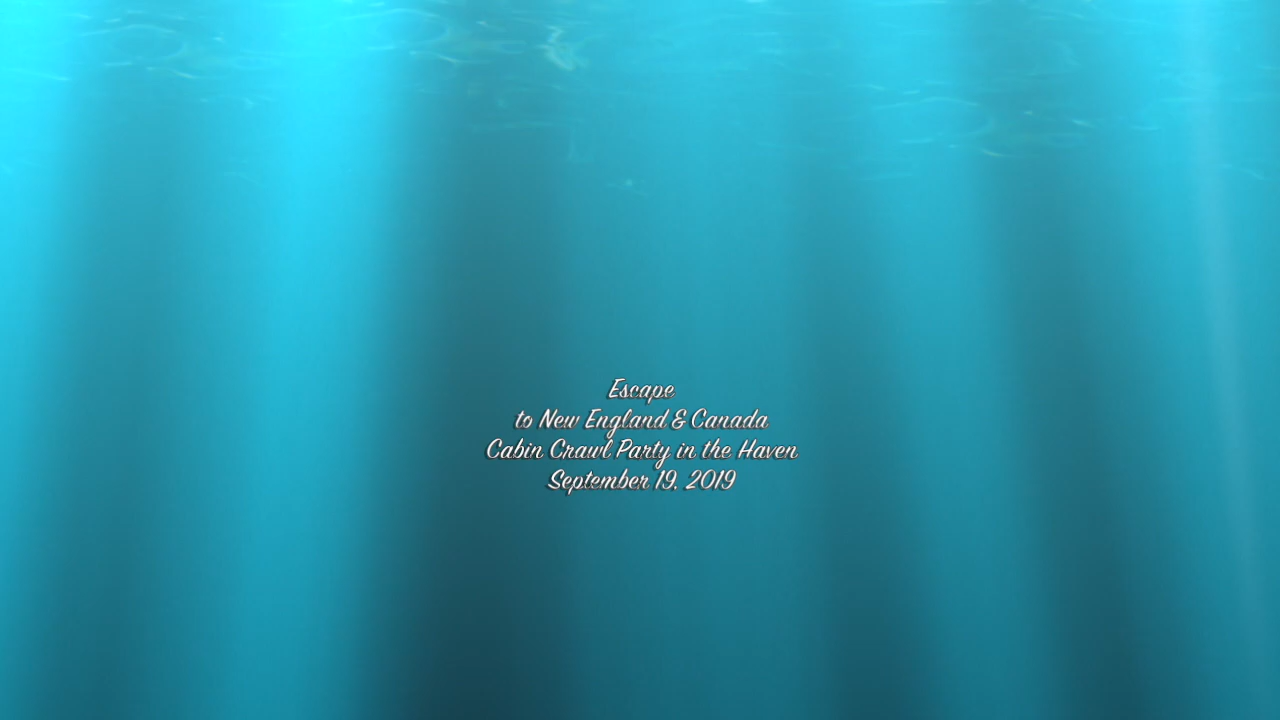 Escape
to New England & Canada
Cabin Crawl Party in the Haven
September 19, 2019